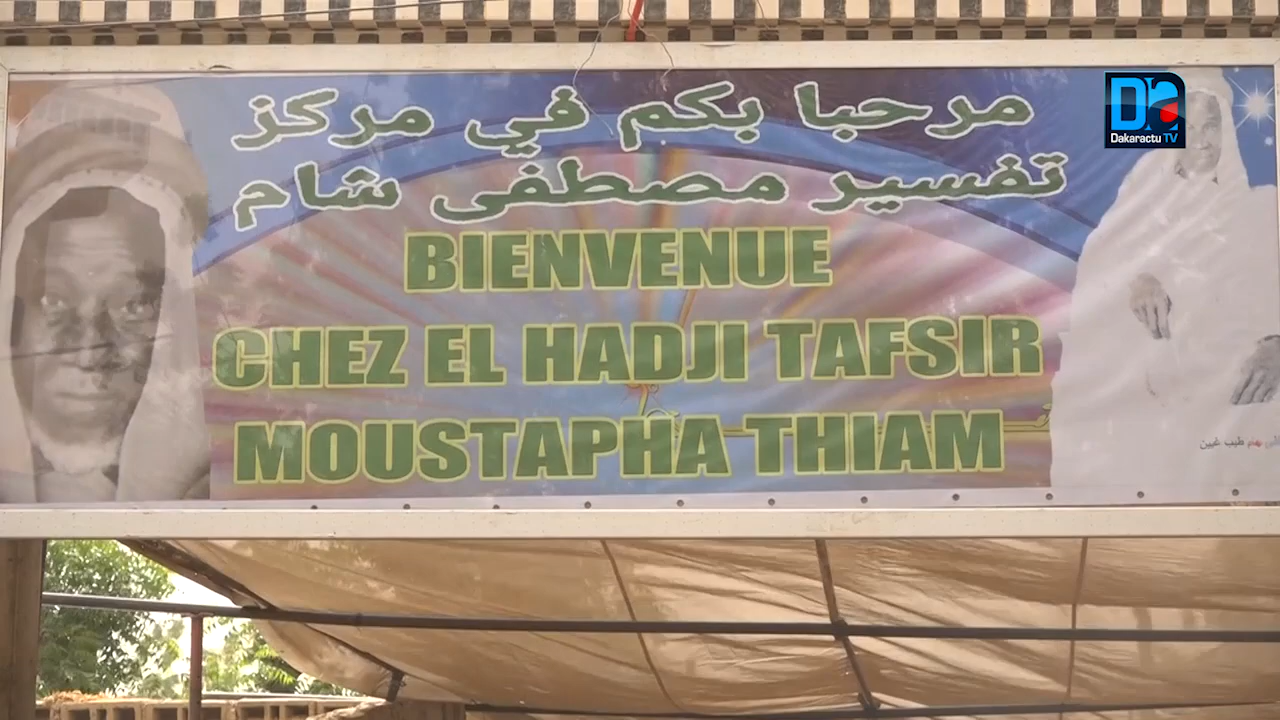 مرحبا بكم في مركز
تفسير مصطفى شام
BIENVENUE
CHEZ EL HADJI TAFSIR
MOUSTAPHA THIAM
Dakaractu TV